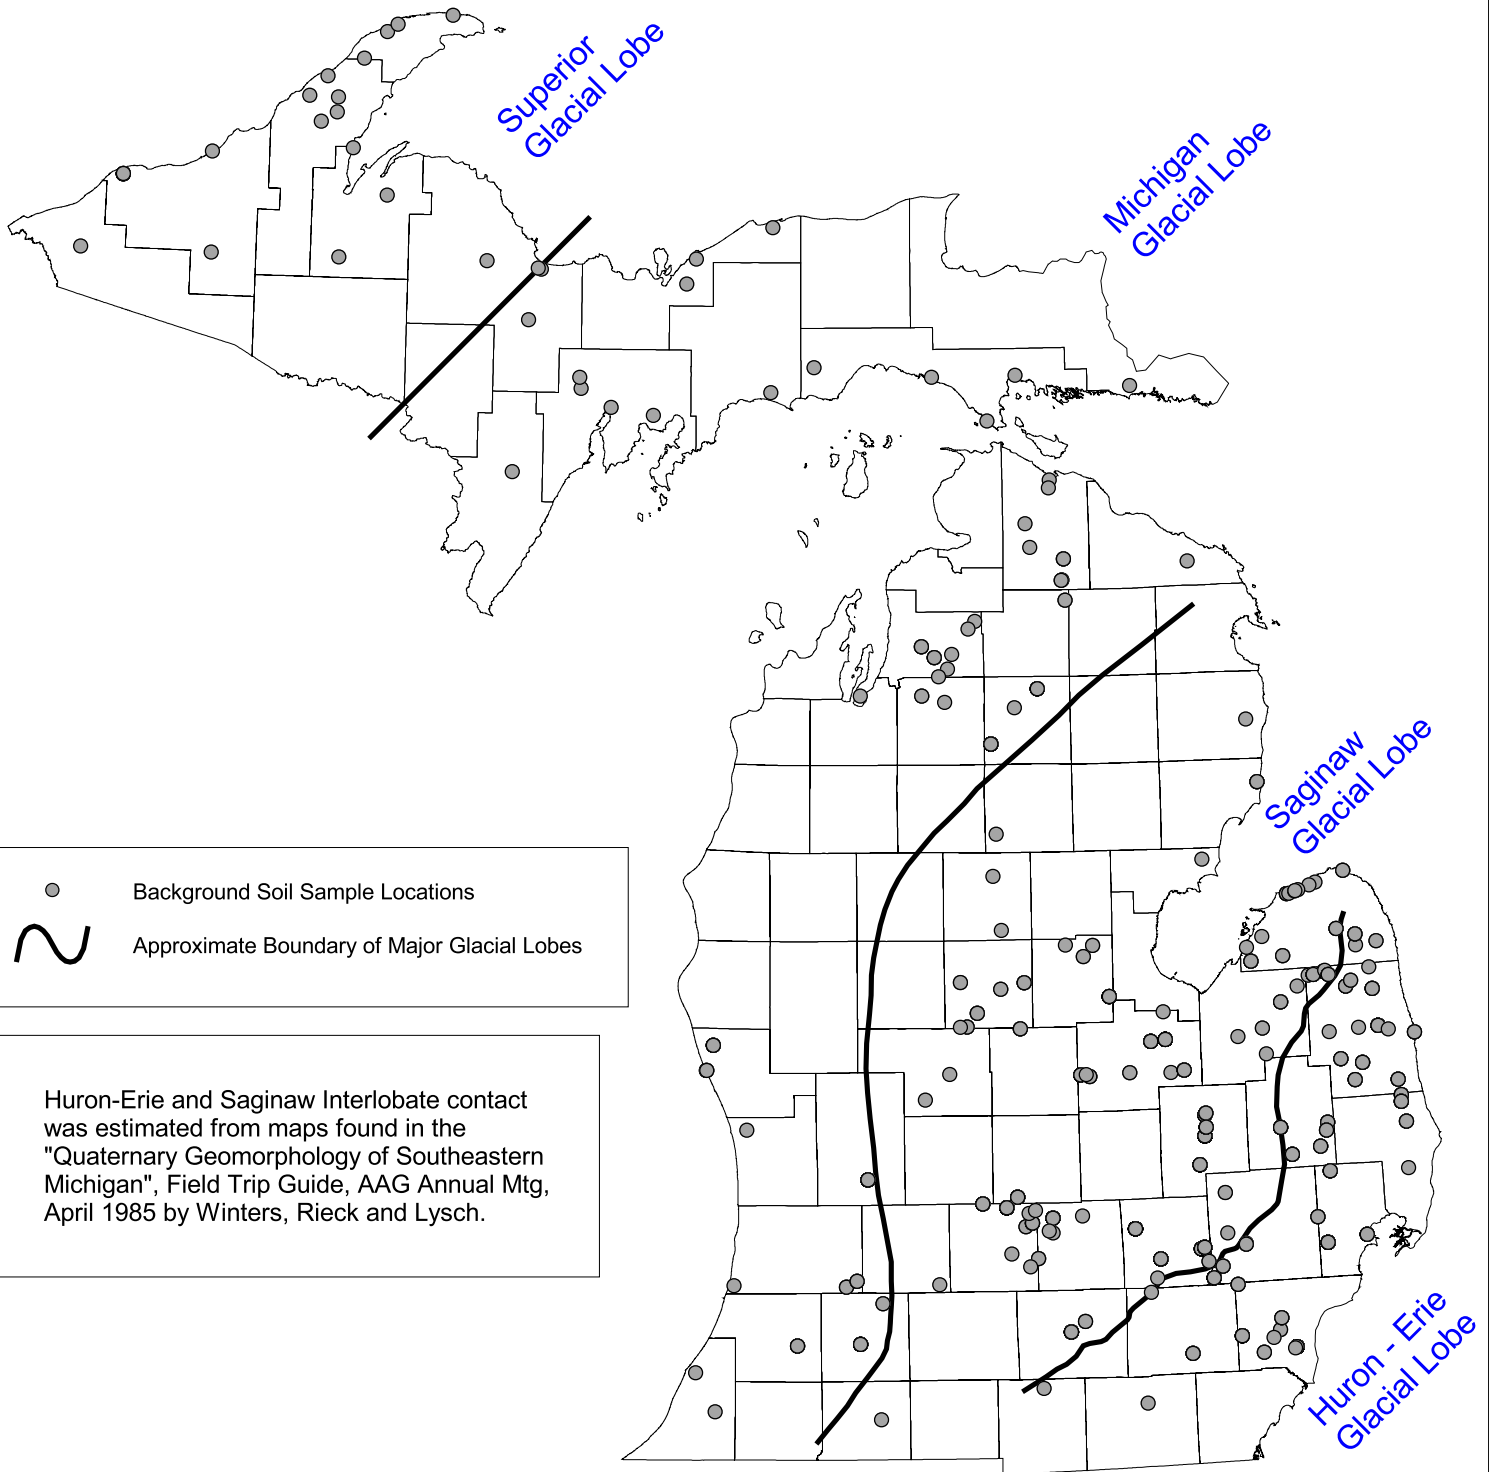 Superior
Glacial Lobe
Michigan
Glacial Lobe
Saginaw
Glacial Lobe
Background Soil Sample Locations
Approximate Boundary of Major Glacial Lobes
Huron-Erie and Saginaw Interlobate contact
was estimated from maps found in the
"Quaternary Geomorphology of Southeastern
Michigan", Field Trip Guide, AAG Annual Mtg,
April 1985 by Winters, Rieck and Lysch.
Huron - Erie
Glacial Lobe